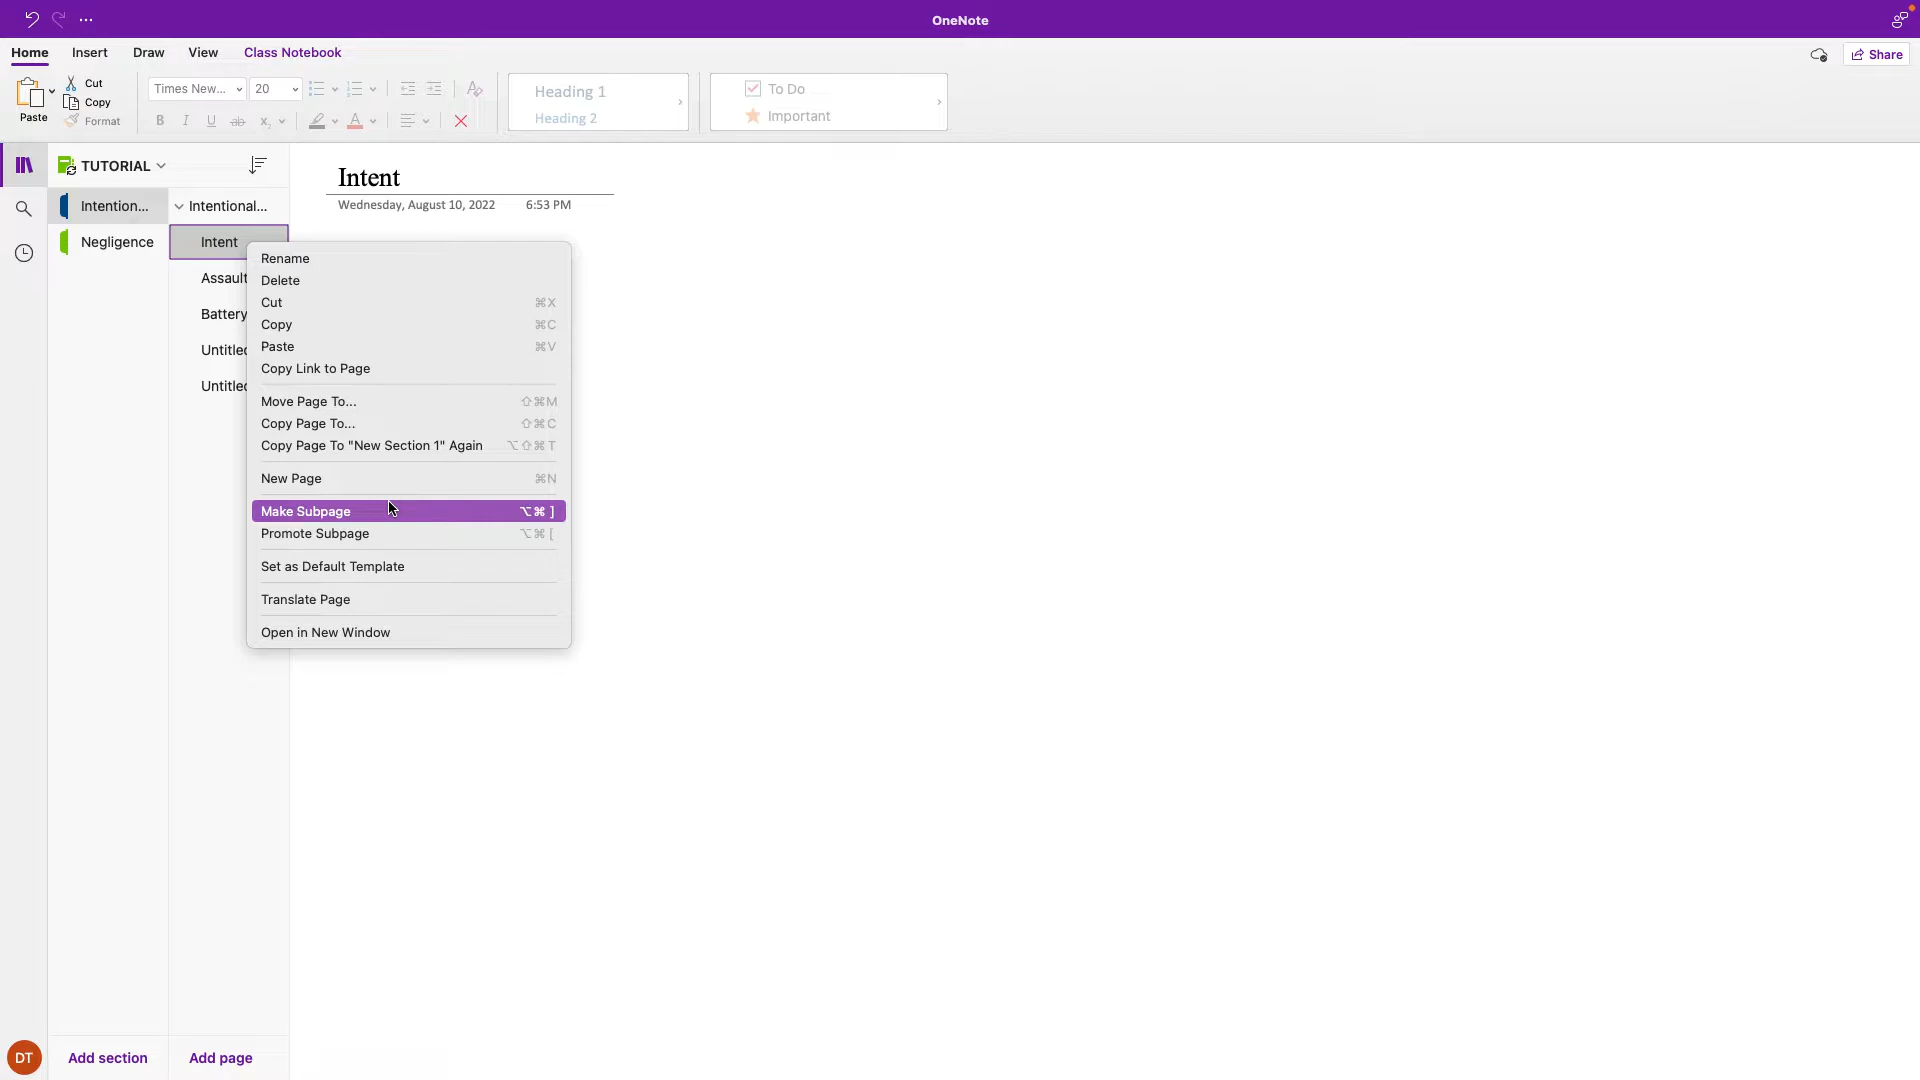 OneNote
Home
Insert
Draw
View
Class Notebook
Share
Paste
Cut
Copy
Format
Times New...
20
Heading 1
Heading 2
To Do
Important
TUTORIAL
Intention...
Negligence
Intentional...
Intent
Assault
Battery
Untitled
Untitled
Intent
Wednesday, August 10, 2022 6:53 PM
Rename
Delete
Cut ⌘X
Copy ⌘C
Paste ⌘V
Copy Link to Page
Move Page To... ⇧⌘M
Copy Page To... ⇧⌘C
Copy Page To "New Section 1" Again ⌥⇧⌘T
New Page ⌘N
Make Subpage ⌥⌘]
Promote Subpage ⌥⌘[
Set as Default Template
Translate Page
Open in New Window
DT
Add section
Add page